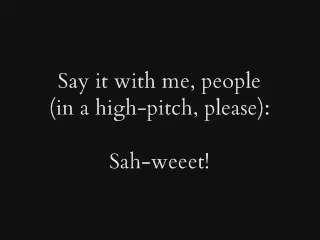 Say it with me, people
(in a high-pitch, please):
Sah-weeet!